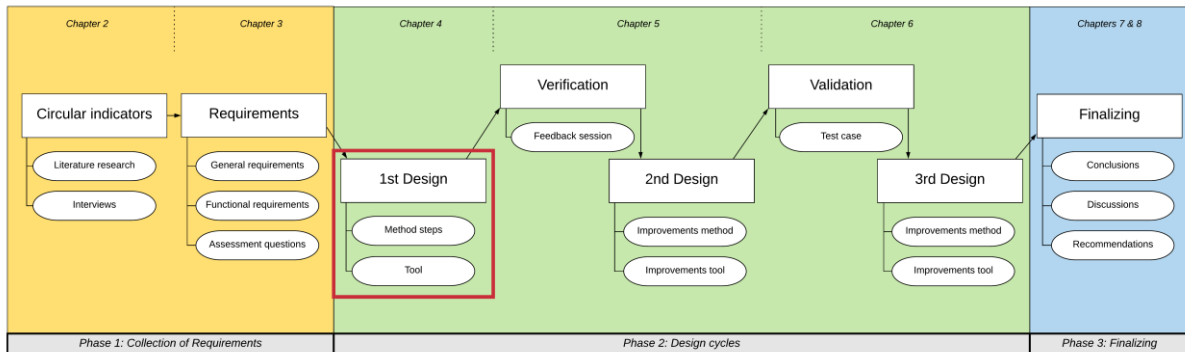 Chapter 2
Chapter 3
Chapter 4
Chapter 5
Chapter 6
Chapters 7 & 8
Circular indicators
Literature research
Interviews
Requirements
General requirements
Functional requirements
Assessment questions
1st Design
Method steps
Tool
Verification
Feedback session
2nd Design
Improvements method
Improvements tool
Validation
Test case
3rd Design
Improvements method
Improvements tool
Finalizing
Conclusions
Discussions
Recommendations
Phase 1: Collection of Requirements
Phase 2: Design cycles
Phase 3: Finalizing